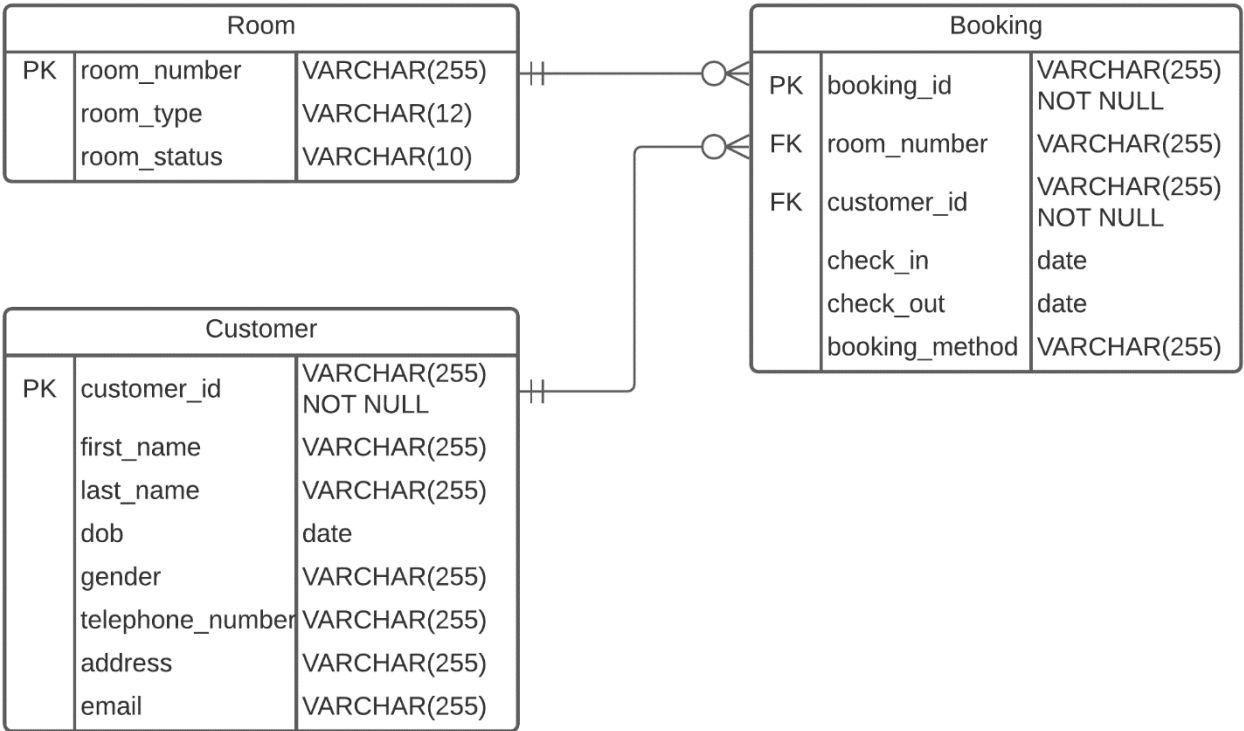 Room
PK room_number VARCHAR(255)
room_type VARCHAR(12)
room_status VARCHAR(10)
Booking
PK booking_id VARCHAR(255)
NOT NULL
FK room_number VARCHAR(255)
FK customer_id VARCHAR(255)
NOT NULL
check_in date
check_out date
booking_method VARCHAR(255)
Customer
PK customer_id VARCHAR(255)
NOT NULL
first_name VARCHAR(255)
last_name VARCHAR(255)
dob date
gender VARCHAR(255)
telephone_number VARCHAR(255)
address VARCHAR(255)
email VARCHAR(255)